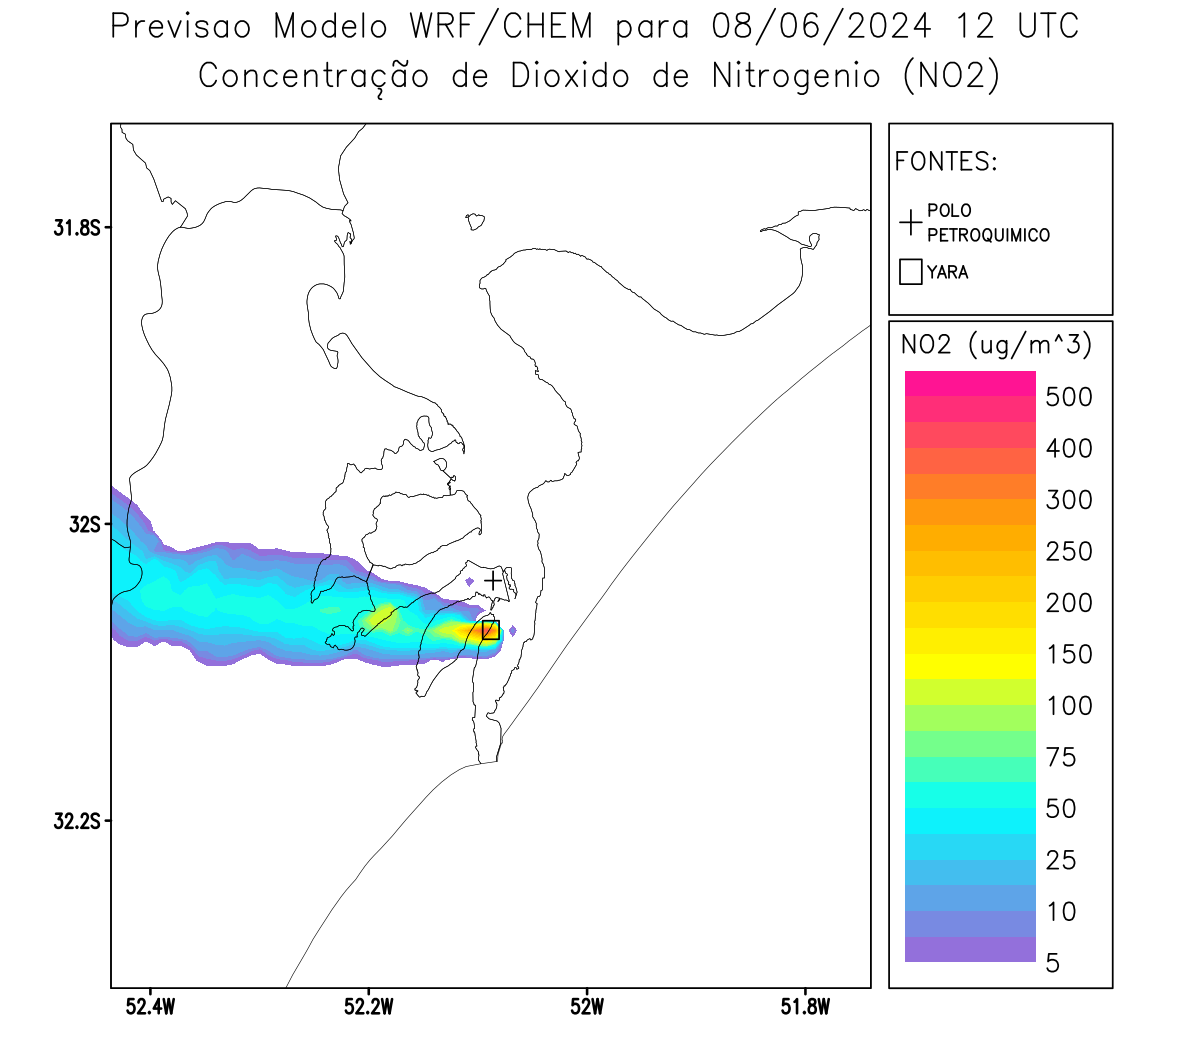 Previsao Modelo WRF/CHEM para 08/06/2024 12 UTC
Concentração de Dioxido de Nitrogenio (NO2)
FONTES:
POLO
PETROQUIMICO
YARA
NO2 (ug/m^3)
500
400
300
250
200
150
100
75
50
25
10
5
31.8S
32S
32.2S
52.4W
52.2W
52W
51.8W